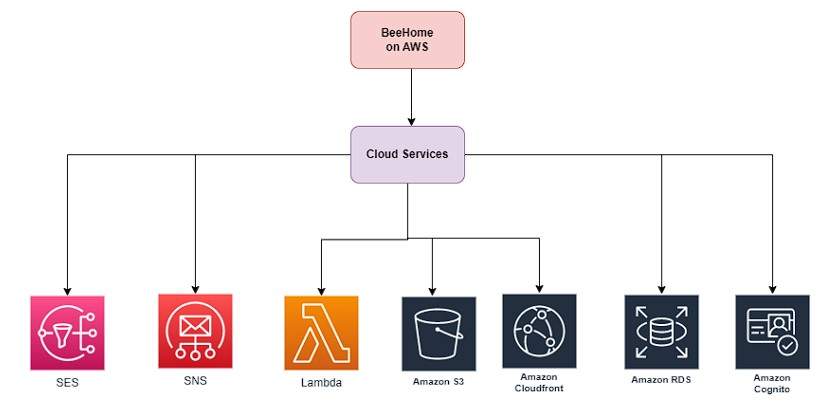 BeeHome
on AWS
Cloud Services
SES
SNS
Lambda
Amazon S3
Amazon
Cloudfront
Amazon RDS
Amazon
Cognito